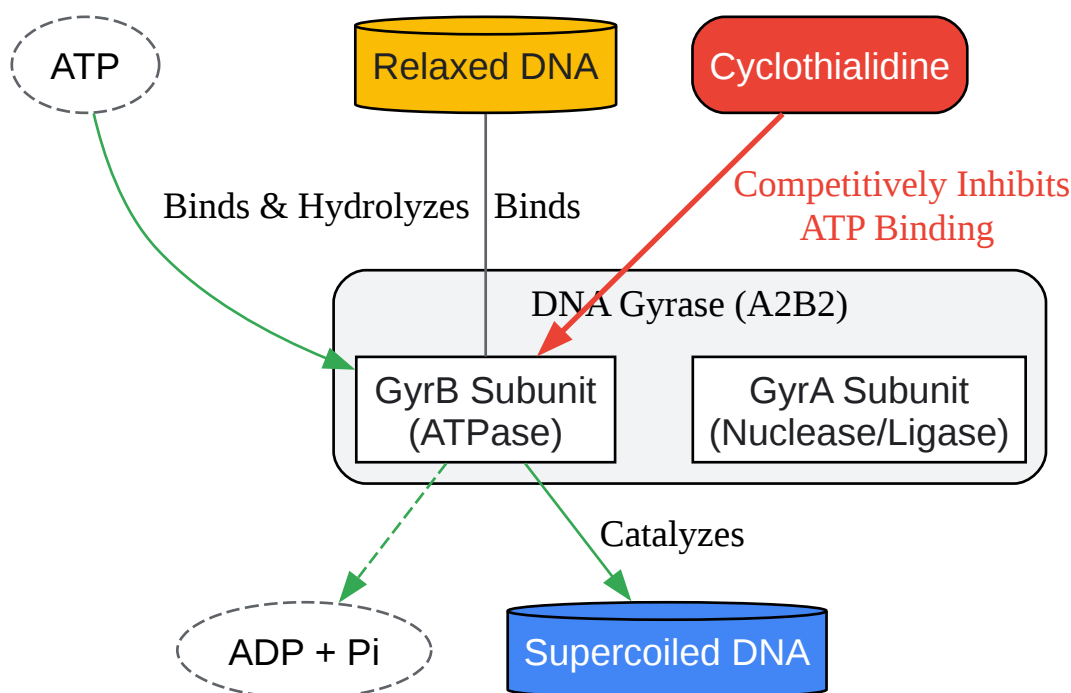 ATP
Relaxed DNA
Cyclothialidine
Binds & Hydrolyzes
Binds
Competitively Inhibits
ATP Binding
DNA Gyrase (A2B2)
GyrB Subunit
(ATPase)
GyrA Subunit
(Nuclease/Ligase)
Catalyzes
ADP + Pi
Supercoiled DNA